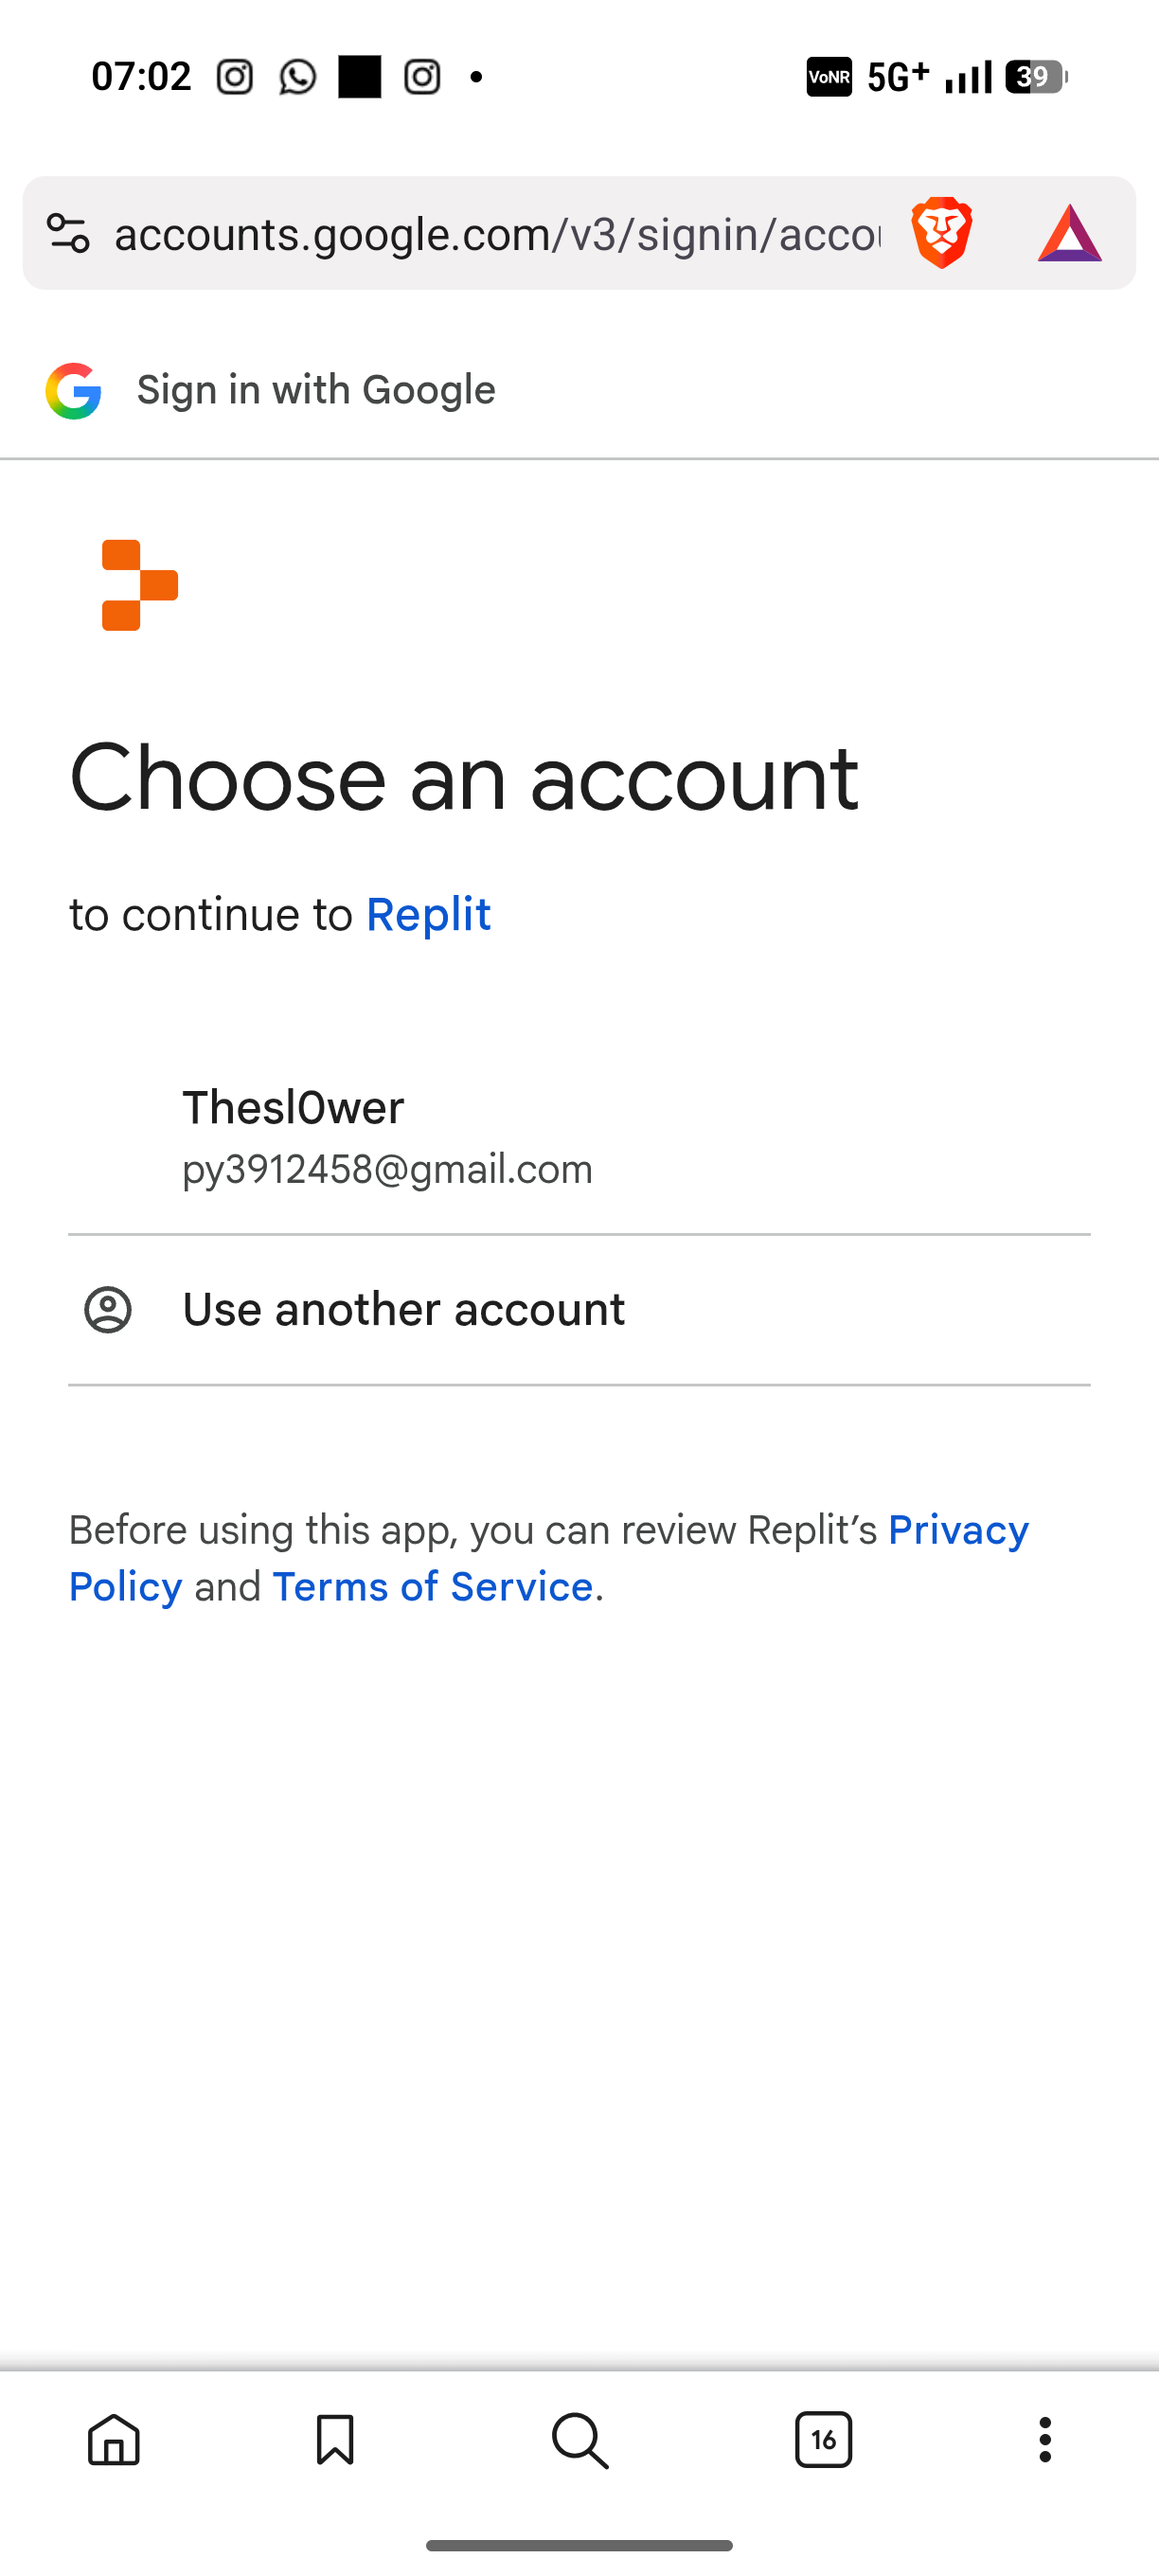 07:02 VoNR 5G+ 39
accounts.google.com/v3/signin/acco
Sign in with Google
Choose an account
to continue to Replit
Thesl0wer
py3912458@gmail.com
Use another account
Before using this app, you can review Replit’s Privacy
Policy and Terms of Service.
16